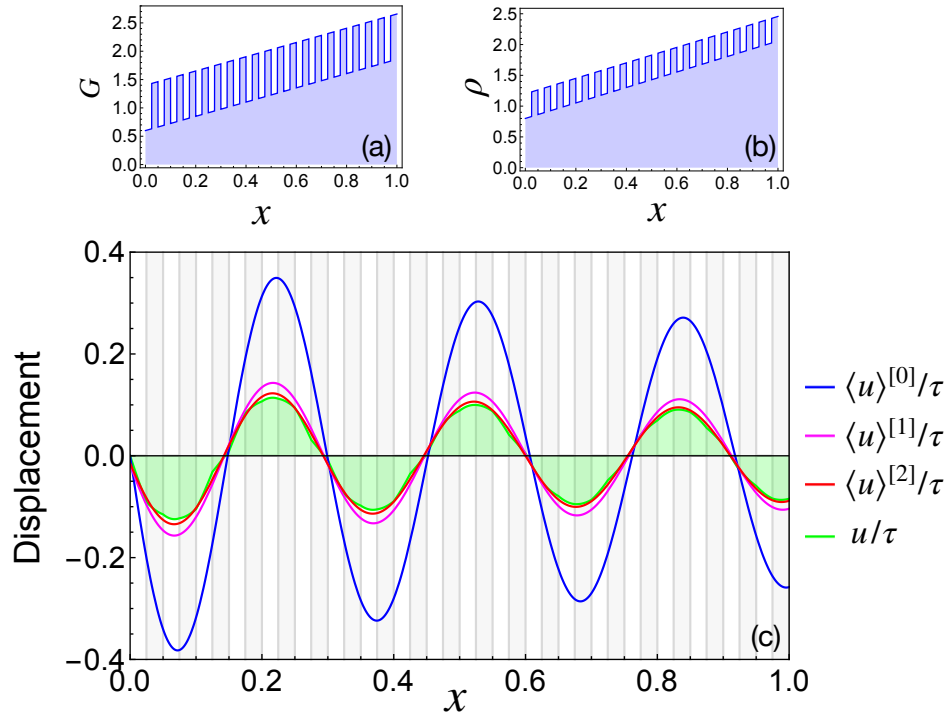 2.5
2.0
1.5
1.0
0.5
0.0
G
(a)
0.0 0.2 0.4 0.6 0.8 1.0
x
2.5
2.0
1.5
1.0
0.5
0.0
ρ
(b)
0.0 0.2 0.4 0.6 0.8 1.0
x
0.4
0.2
0.0
−0.2
−0.4
Displacement
(c)
0.0 0.2 0.4 0.6 0.8 1.0
x
⟨u⟩^[0]/τ
⟨u⟩^[1]/τ
⟨u⟩^[2]/τ
u/τ